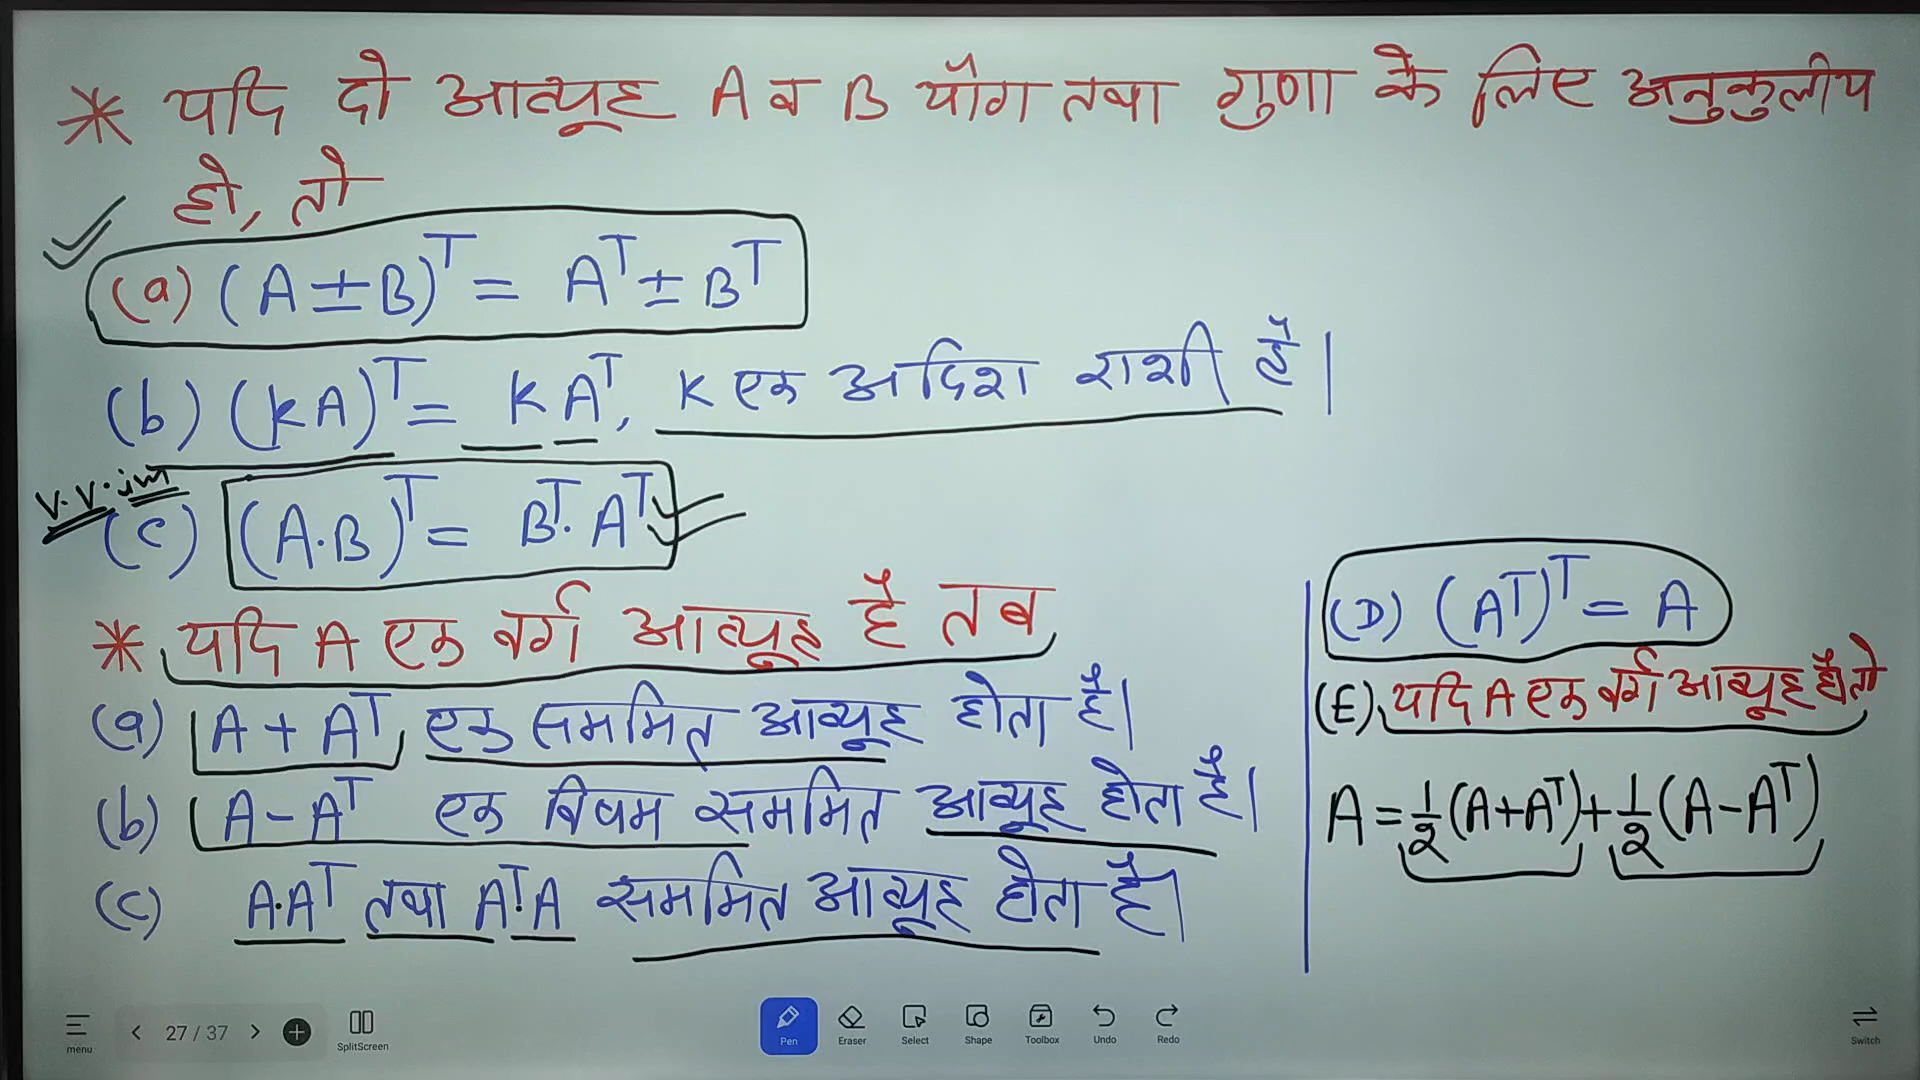 * यदि दो आव्यूह A व B योग तथा गुणा के लिए अनुकुलीय
हो, तो
(a) (A ± B)ᵀ = Aᵀ ± Bᵀ
(b) (KA)ᵀ = K Aᵀ, K एक अदिश राशी है।
V.V.im
(c) (A.B)ᵀ = Bᵀ. Aᵀ
* यदि A एक वर्ग आव्यूह है तब
(a) A + Aᵀ एक सममित आव्यूह होता है।
(b) A - Aᵀ एक विषम सममित आव्यूह होता है।
(c) A.Aᵀ तथा Aᵀ.A सममित आव्यूह होता है।
(D) (Aᵀ)ᵀ = A
(E) यदि A एक वर्ग आव्यूह हो तो
A = 1/2 (A+Aᵀ) + 1/2 (A-Aᵀ)
menu
27 / 37
SplitScreen
Pen
Eraser
Select
Shape
Toolbox
Undo
Redo
Switch